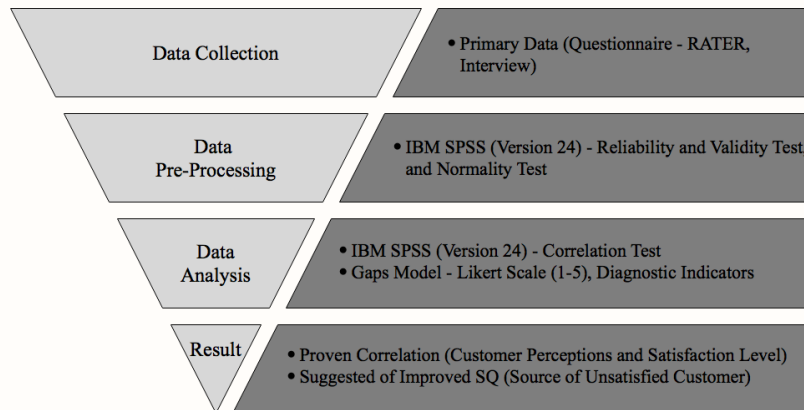 Data Collection
• Primary Data (Questionnaire - RATER,
Interview)
Data
Pre-Processing
• IBM SPSS (Version 24) - Reliability and Validity Test,
and Normality Test
Data
Analysis
• IBM SPSS (Version 24) - Correlation Test
• Gaps Model - Likert Scale (1-5), Diagnostic Indicators
Result
• Proven Correlation (Customer Perceptions and Satisfaction Level)
• Suggested of Improved SQ (Source of Unsatisfied Customer)